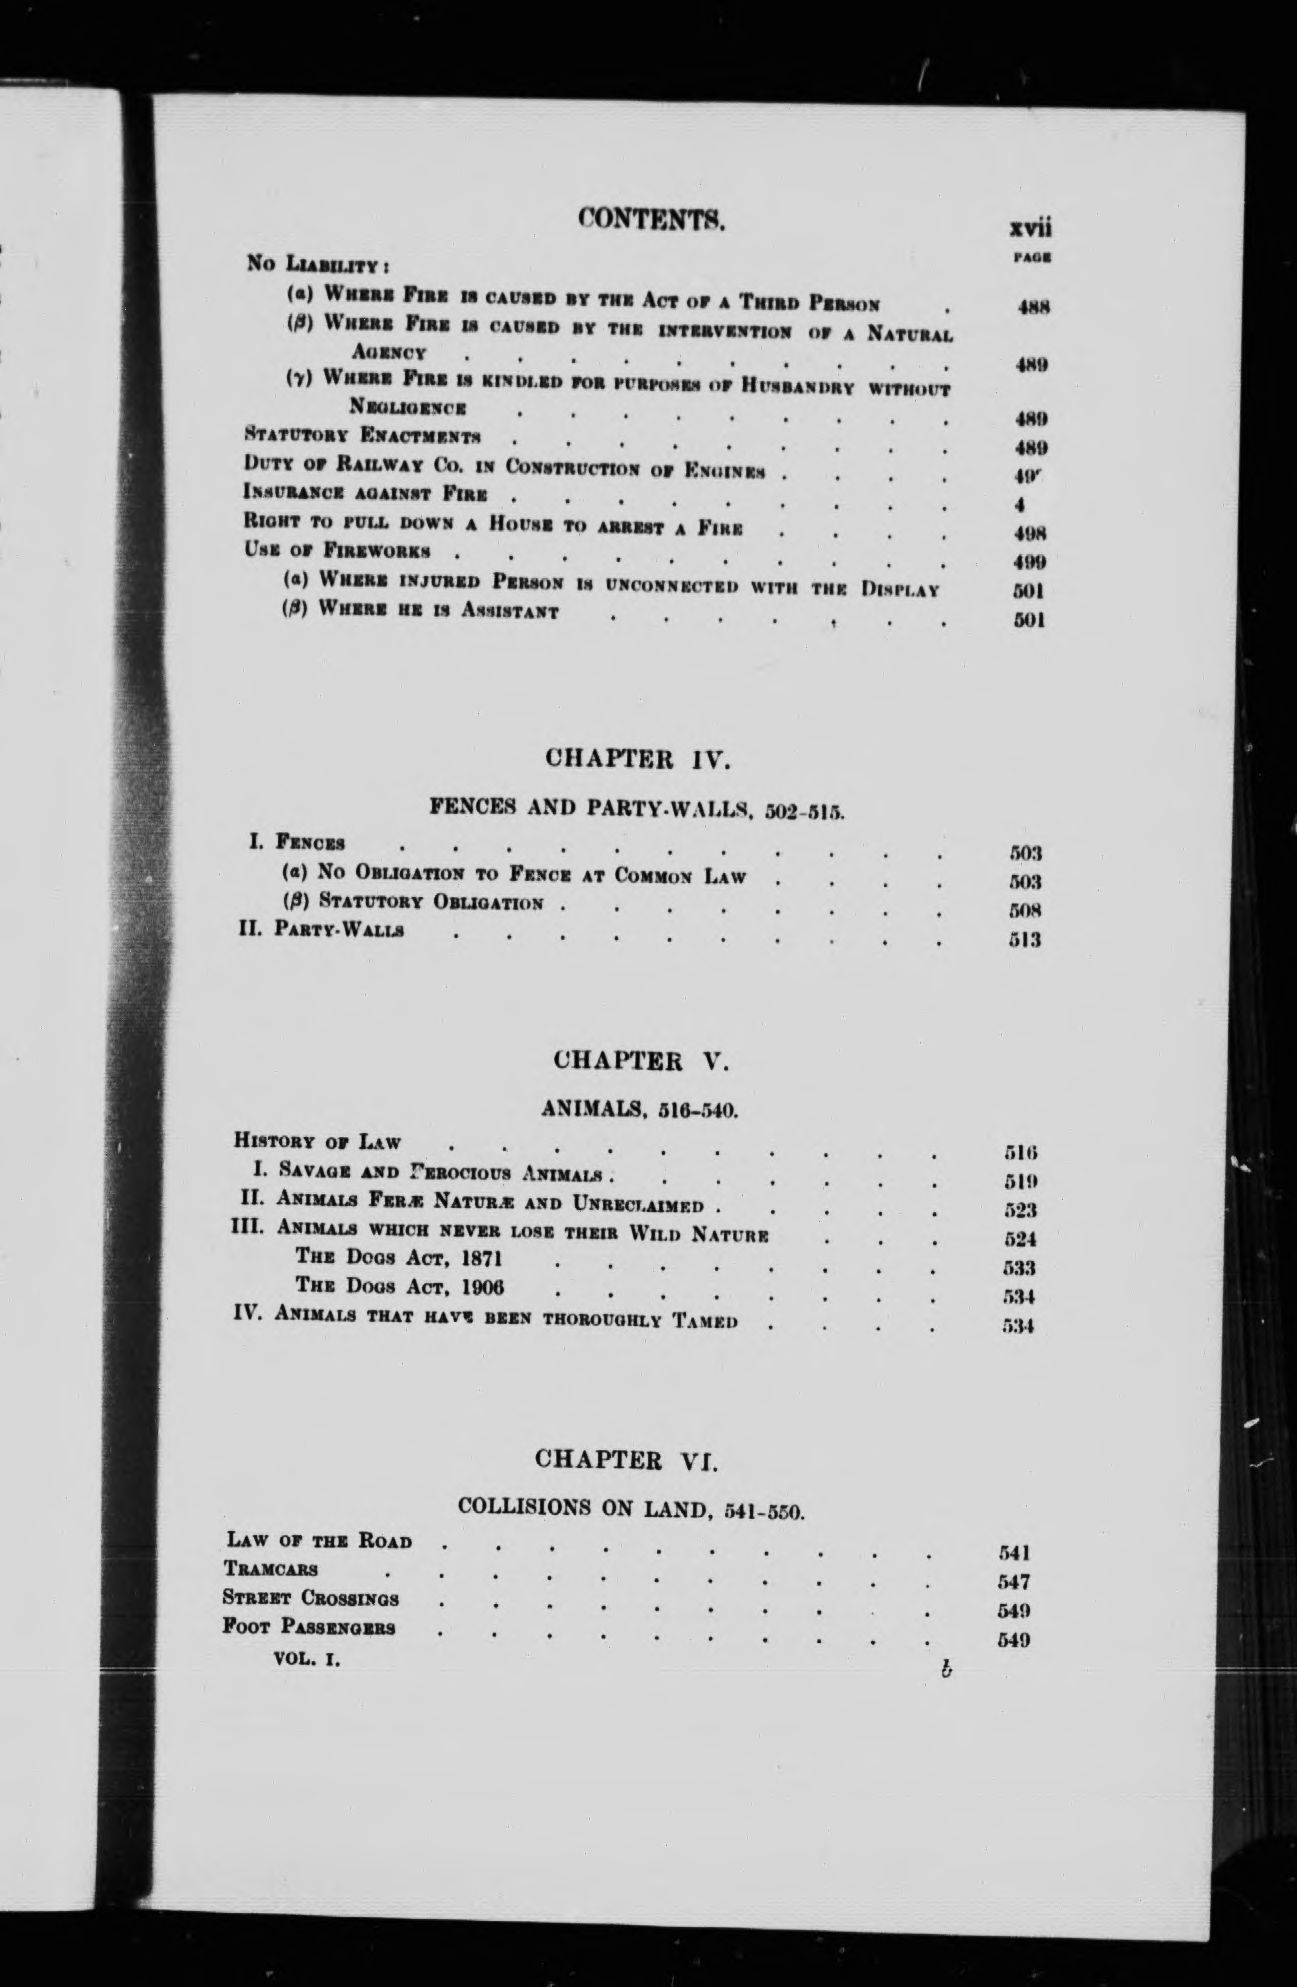 CONTENTS. xvii
PAGE
No Liability:
(α) Where Fire is caused by the Act of a Third Person . 488
(β) Where Fire is caused by the intervention of a Natural
Agency . . . . . . . . . . 489
(γ) Where Fire is kindled for purposes of Husbandry without
Negligence . . . . . . . . . 489
Statutory Enactments . . . . . . . . . 489
Duty of Railway Co. in Construction of Engines . . . .
Insurance against Fire . . . . . . . . .
Right to pull down a House to arrest a Fire . . . . 498
Use of Fireworks . . . . . . . . . . 499
(α) Where injured Person is unconnected with the Display 501
(β) Where he is Assistant . . . . . . . 501
CHAPTER IV.
FENCES AND PARTY-WALLS, 502-515.
I. Fences . . . . . . . . . . . 503
(α) No Obligation to Fence at Common Law . . . . 503
(β) Statutory Obligation . . . . . . . . 508
II. Party-Walls . . . . . . . . . . 513
CHAPTER V.
ANIMALS, 516-540.
History of Law . . . . . . . . . . 516
I. Savage and Ferocious Animals . . . . . . . 519
II. Animals Feræ Naturæ and Unreclaimed . . . . . 523
III. Animals which never lose their Wild Nature . . . 524
The Dogs Act, 1871 . . . . . . . . 533
The Dogs Act, 1906 . . . . . . . . 534
IV. Animals that have been thoroughly Tamed . . . . 534
CHAPTER VI.
COLLISIONS ON LAND, 541-550.
Law of the Road . . . . . . . . . . 541
Tramcars . . . . . . . . . . . 547
Street Crossings . . . . . . . . . . 549
Foot Passengers . . . . . . . . . . 549
VOL. I. b